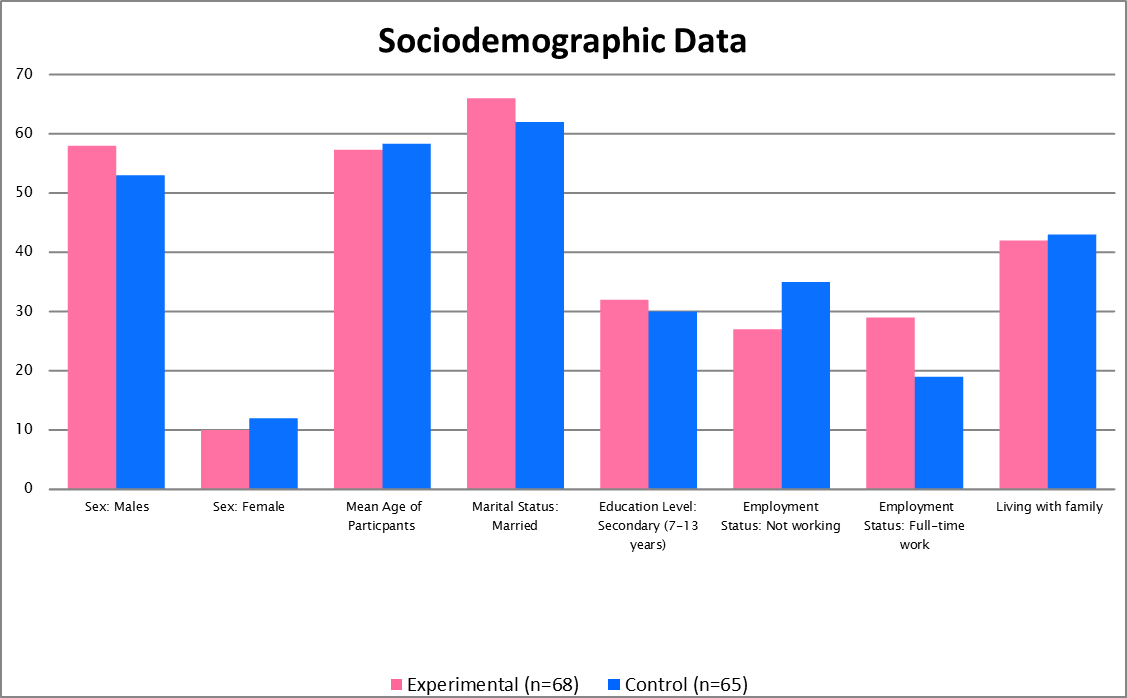 Sociodemographic Data
70
60
50
40
30
20
10
0
Sex: Males
Sex: Female
Mean Age of
Particpants
Marital Status:
Married
Education Level:
Secondary (7-13
years)
Employment
Status: Not working
Employment
Status: Full-time
work
Living with family
Experimental (n=68)
Control (n=65)